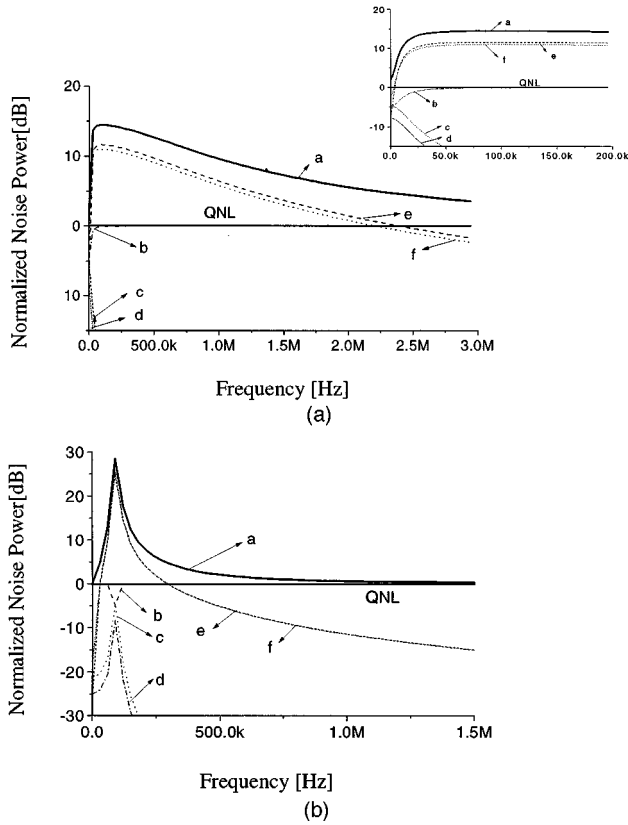 20
15
10
5
0
-10
0
50.0k
100.0k
150.0k
200.0k
a
e
f
QNL
b
c
d
Normalized Noise Power[dB]
20
10
0
10
a
QNL
e
b
f
c
d
0.0
500.0k
1.0M
1.5M
2.0M
2.5M
3.0M
Frequency [Hz]
(a)
Normalized Noise Power[dB]
30
20
10
0
-10
-20
-30
a
QNL
b
e
c
f
d
0.0
500.0k
1.0M
1.5M
Frequency [Hz]
(b)